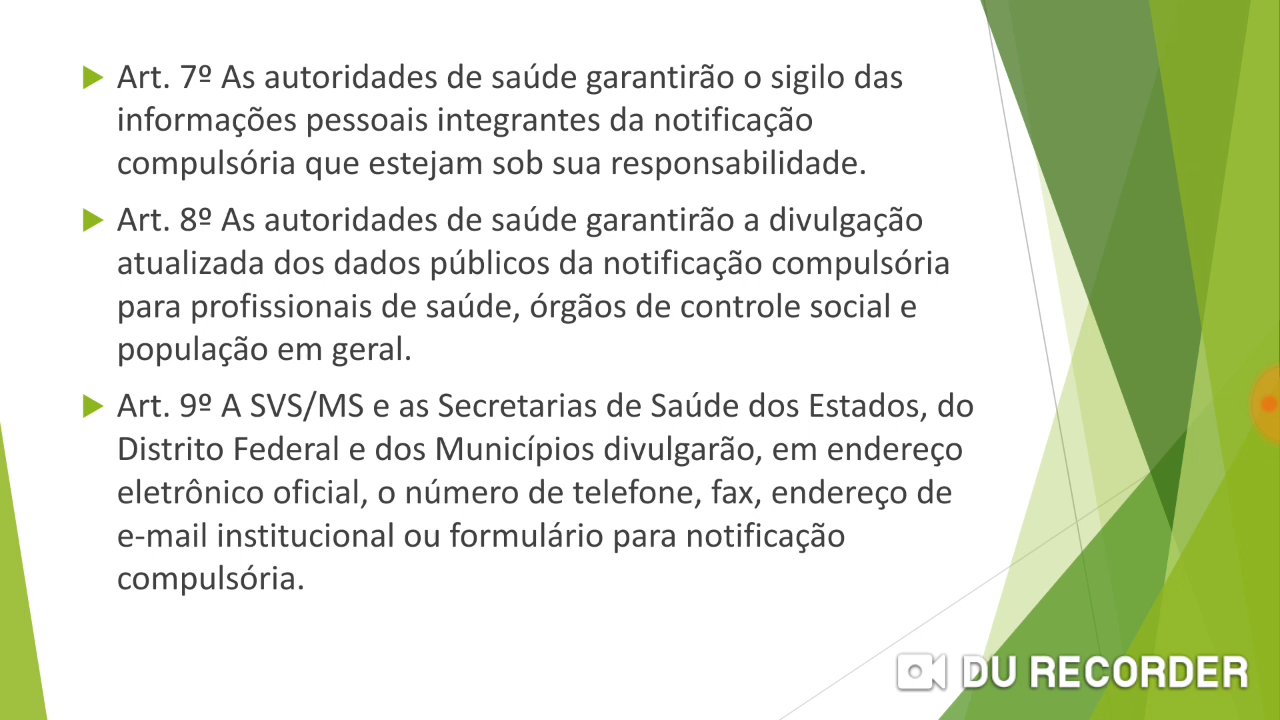 Art. 7º As autoridades de saúde garantirão o sigilo das
informações pessoais integrantes da notificação
compulsória que estejam sob sua responsabilidade.
Art. 8º As autoridades de saúde garantirão a divulgação
atualizada dos dados públicos da notificação compulsória
para profissionais de saúde, órgãos de controle social e
população em geral.
Art. 9º A SVS/MS e as Secretarias de Saúde dos Estados, do
Distrito Federal e dos Municípios divulgarão, em endereço
eletrônico oficial, o número de telefone, fax, endereço de
e-mail institucional ou formulário para notificação
compulsória.
DU RECORDER